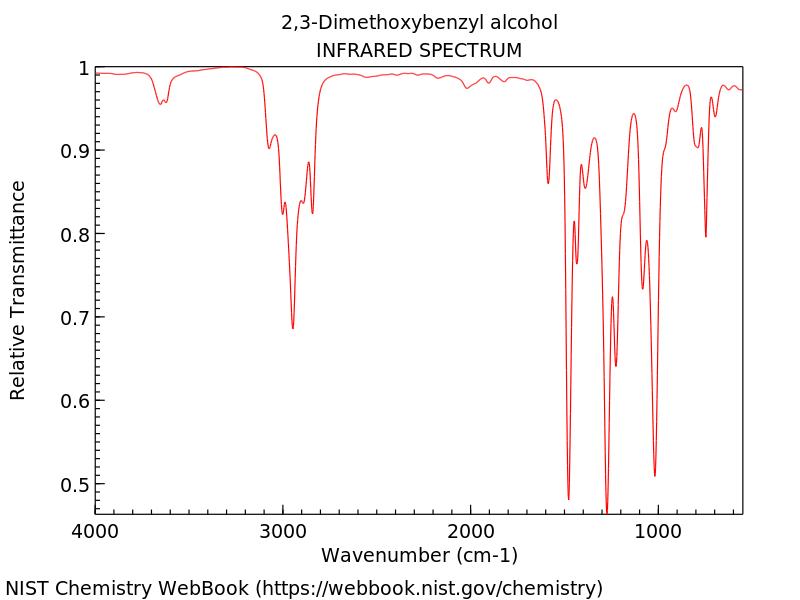 2,3-Dimethoxybenzyl alcohol
INFRARED SPECTRUM
1
0.9
0.8
0.7
0.6
0.5
Relative Transmittance
4000 3000 2000 1000
Wavenumber (cm-1)
NIST Chemistry WebBook (https://webbook.nist.gov/chemistry)